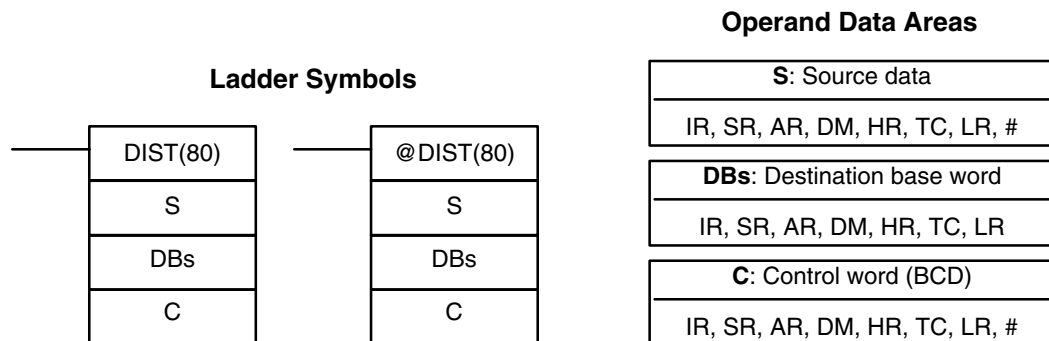 Ladder Symbols
DIST(80)
S
DBs
C
@DIST(80)
S
DBs
C
Operand Data Areas
S: Source data
IR, SR, AR, DM, HR, TC, LR, #
DBs: Destination base word
IR, SR, AR, DM, HR, TC, LR
C: Control word (BCD)
IR, SR, AR, DM, HR, TC, LR, #